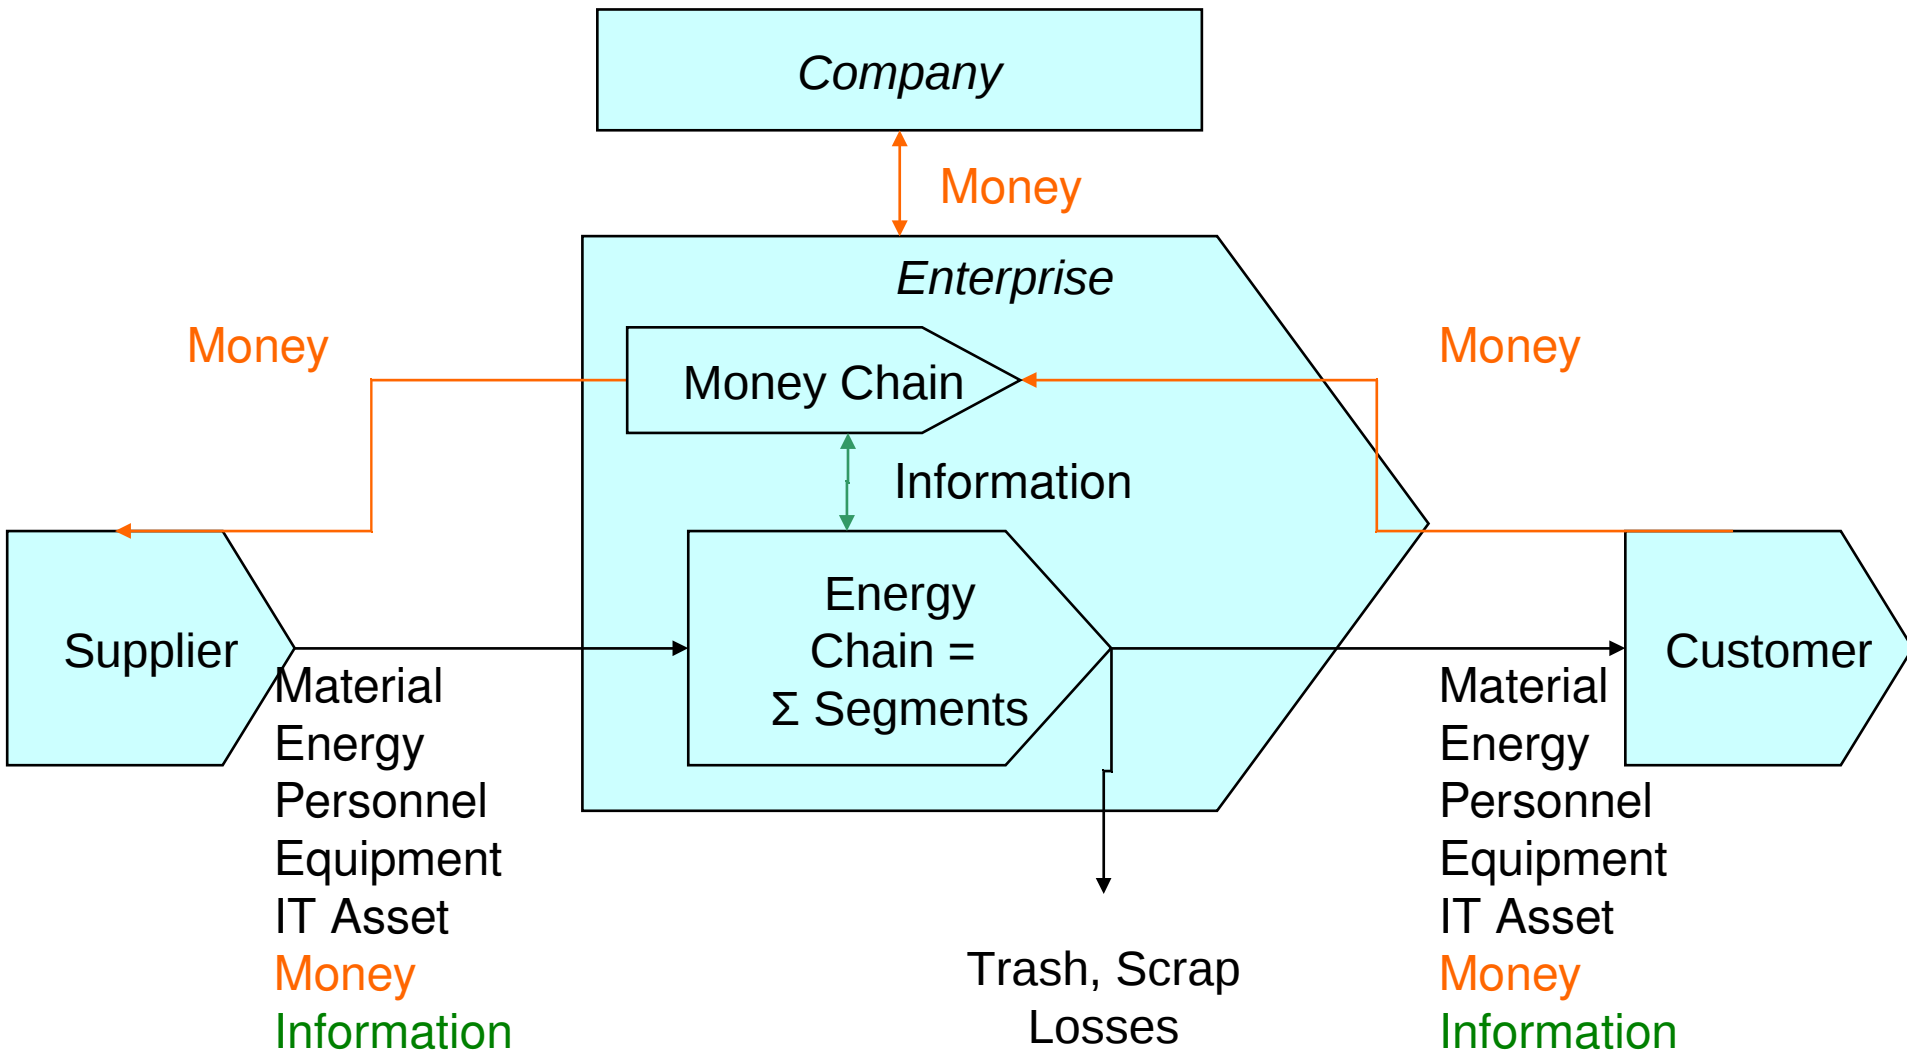 Company
Money
Enterprise
Money
Money
Money Chain
Information
Energy
Chain =
Σ Segments
Supplier
Customer
Material
Energy
Personnel
Equipment
IT Asset
Money
Information
Material
Energy
Personnel
Equipment
IT Asset
Money
Information
Trash, Scrap
Losses